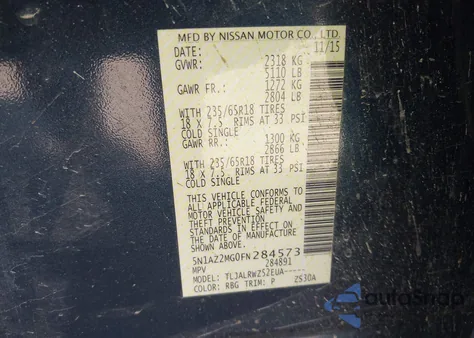 MFD BY NISSAN MOTOR CO., LTD.
DATE: 11/15
GVWR: 2318 KG
5110 LB
GAWR FR.: 1272 KG
2804 LB
WITH 235/65R18 TIRES
18 X 7.5 RIMS AT 33 PSI
COLD SINGLE
GAWR RR.: 1300 KG
2866 LB
WITH 235/65R18 TIRES
18 X 7.5 RIMS AT 33 PSI
COLD SINGLE
THIS VEHICLE CONFORMS TO
ALL APPLICABLE FEDERAL
MOTOR VEHICLE SAFETY AND
THEFT PREVENTION
STANDARDS IN EFFECT ON
THE DATE OF MANUFACTURE
SHOWN ABOVE.
5N1AZ2MG0FN284573
MPV 284891
MODEL: TLJALRWZ52EUA-----
COLOR: RBG TRIM: P ZS30A
autosnap